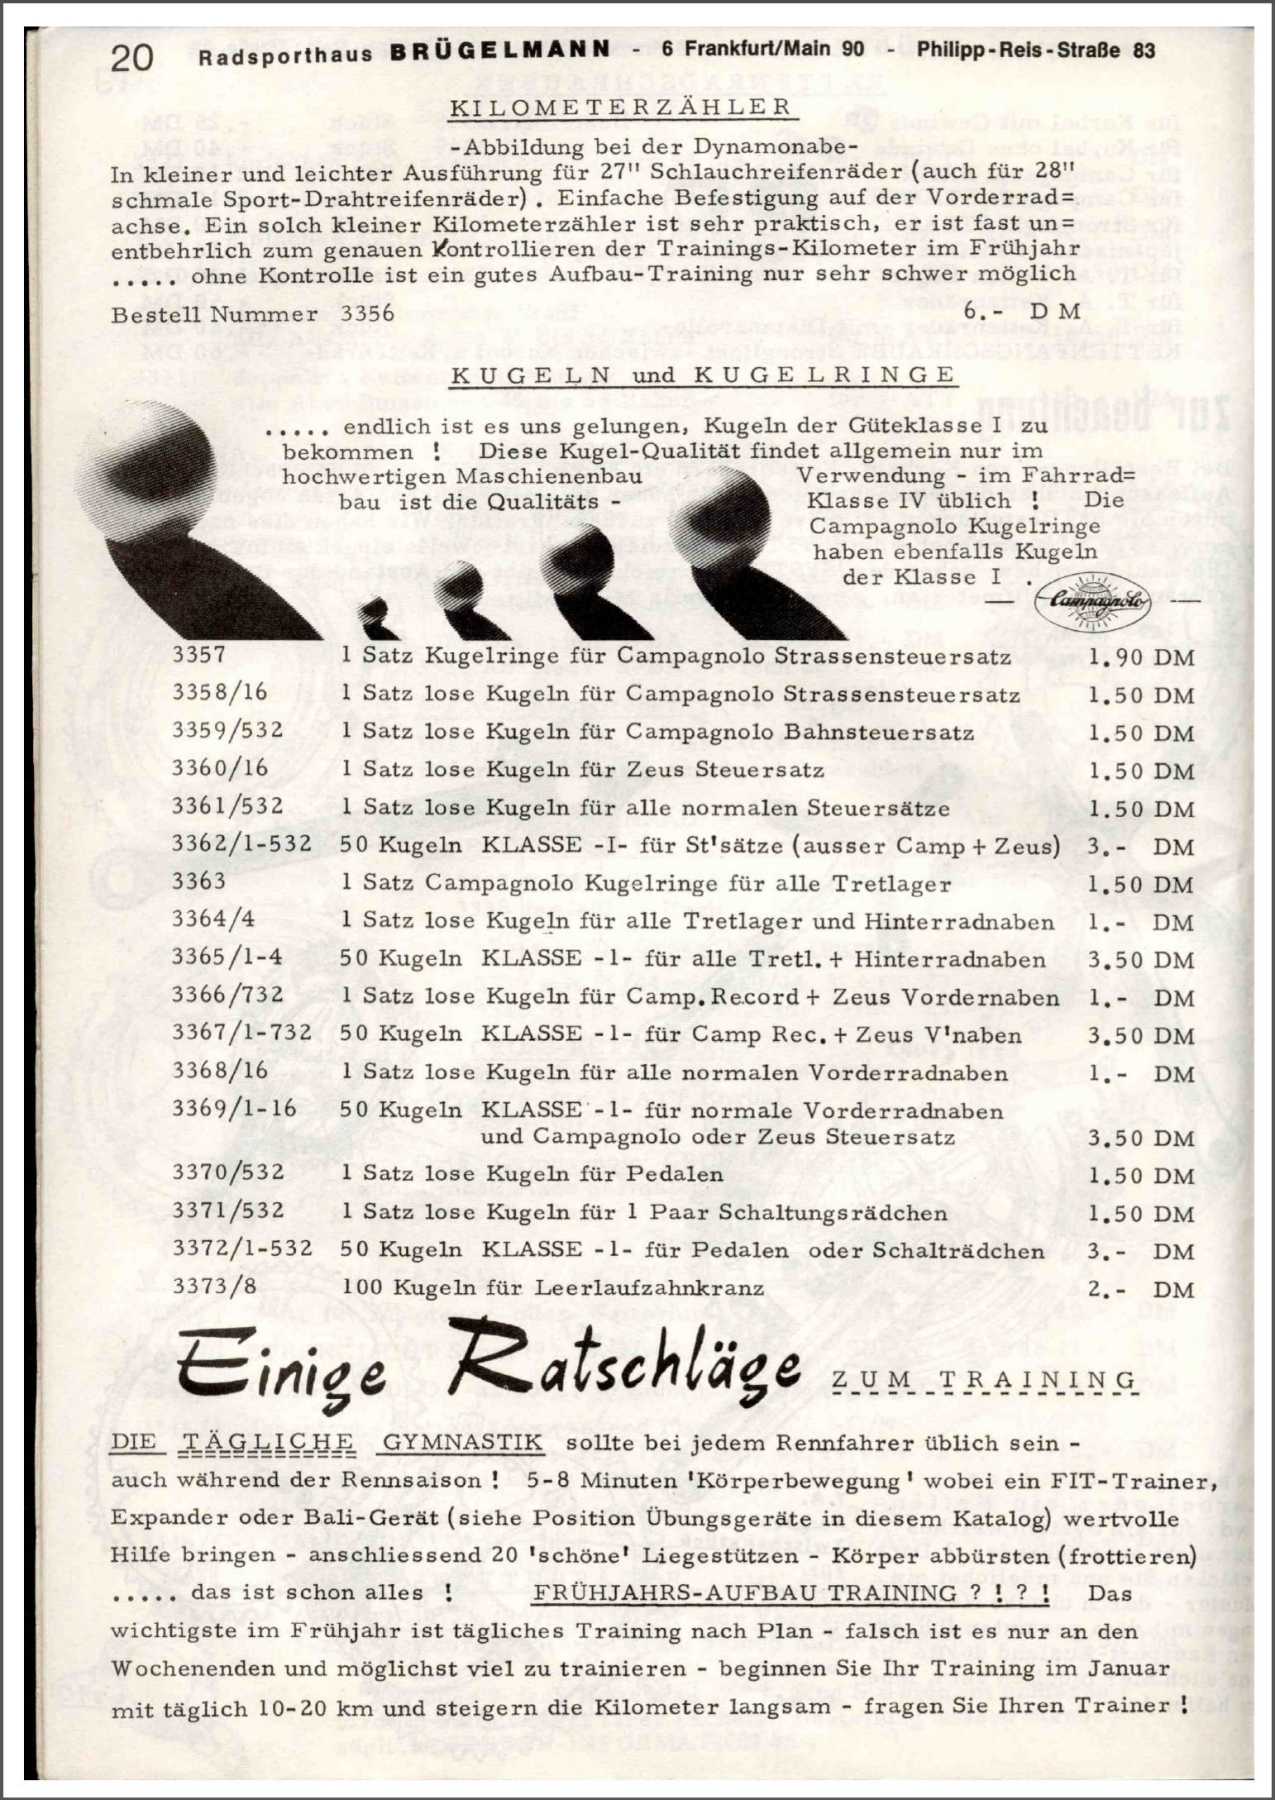 20 Radsporthaus BRÜGELMANN - 6 Frankfurt/Main 90 - Philipp-Reis-Straße 83
KILOMETERZÄHLER
-Abbildung bei der Dynamonabe-
In kleiner und leichter Ausführung für 27" Schlauchreifenräder (auch für 28"
schmale Sport-Drahtreifenräder) . Einfache Befestigung auf der Vorderrad=
achse. Ein solch kleiner Kilometerzähler ist sehr praktisch, er ist fast un=
entbehrlich zum genauen Kontrollieren der Trainings-Kilometer im Frühjahr
..... ohne Kontrolle ist ein gutes Aufbau-Training nur sehr schwer möglich
Bestell Nummer 3356 6.- DM
KUGELN und KUGELRINGE
..... endlich ist es uns gelungen, Kugeln der Güteklasse I zu
bekommen ! Diese Kugel-Qualität findet allgemein nur im
hochwertigen Maschienenbau Verwendung - im Fahrrad=
bau ist die Qualitäts - Klasse IV üblich ! Die
Campagnolo Kugelringe
haben ebenfalls Kugeln
der Klasse I .
Campagnolo
3357 1 Satz Kugelringe für Campagnolo Strassensteuersatz 1.90 DM
3358/16 1 Satz lose Kugeln für Campagnolo Strassensteuersatz 1.50 DM
3359/532 1 Satz lose Kugeln für Campagnolo Bahnsteuersatz 1.50 DM
3360/16 1 Satz lose Kugeln für Zeus Steuersatz 1.50 DM
3361/532 1 Satz lose Kugeln für alle normalen Steuersätze 1.50 DM
3362/1-532 50 Kugeln KLASSE -I- für St'sätze (ausser Camp + Zeus) 3.- DM
3363 1 Satz Campagnolo Kugelringe für alle Tretlager 1.50 DM
3364/4 1 Satz lose Kugeln für alle Tretlager und Hinterradnaben 1.- DM
3365/1-4 50 Kugeln KLASSE -1- für alle Tretl. + Hinterradnaben 3.50 DM
3366/732 1 Satz lose Kugeln für Camp. Record + Zeus Vordernaben 1.- DM
3367/1-732 50 Kugeln KLASSE -1- für Camp Rec. + Zeus V'naben 3.50 DM
3368/16 1 Satz lose Kugeln für alle normalen Vorderradnaben 1.- DM
3369/1-16 50 Kugeln KLASSE -1- für normale Vorderradnaben
und Campagnolo oder Zeus Steuersatz 3.50 DM
3370/532 1 Satz lose Kugeln für Pedalen 1.50 DM
3371/532 1 Satz lose Kugeln für 1 Paar Schaltungsrädchen 1.50 DM
3372/1-532 50 Kugeln KLASSE -1- für Pedalen oder Schalträdchen 3.- DM
3373/8 100 Kugeln für Leerlaufzahnkranz 2.- DM
Einige Ratschläge ZUM TRAINING
DIE TÄGLICHE GYMNASTIK sollte bei jedem Rennfahrer üblich sein -
auch während der Rennsaison ! 5-8 Minuten 'Körperbewegung' wobei ein FIT-Trainer,
Expander oder Bali-Gerät (siehe Position Übungsgeräte in diesem Katalog) wertvolle
Hilfe bringen - anschliessend 20 'schöne' Liegestützen - Körper abbürsten (frottieren)
..... das ist schon alles ! FRÜHJAHRS-AUFBAU TRAINING ? ! ? ! Das
wichtigste im Frühjahr ist tägliches Training nach Plan - falsch ist es nur an den
Wochenenden und möglichst viel zu trainieren - beginnen Sie Ihr Training im Januar
mit täglich 10-20 km und steigern die Kilometer langsam - fragen Sie Ihren Trainer !